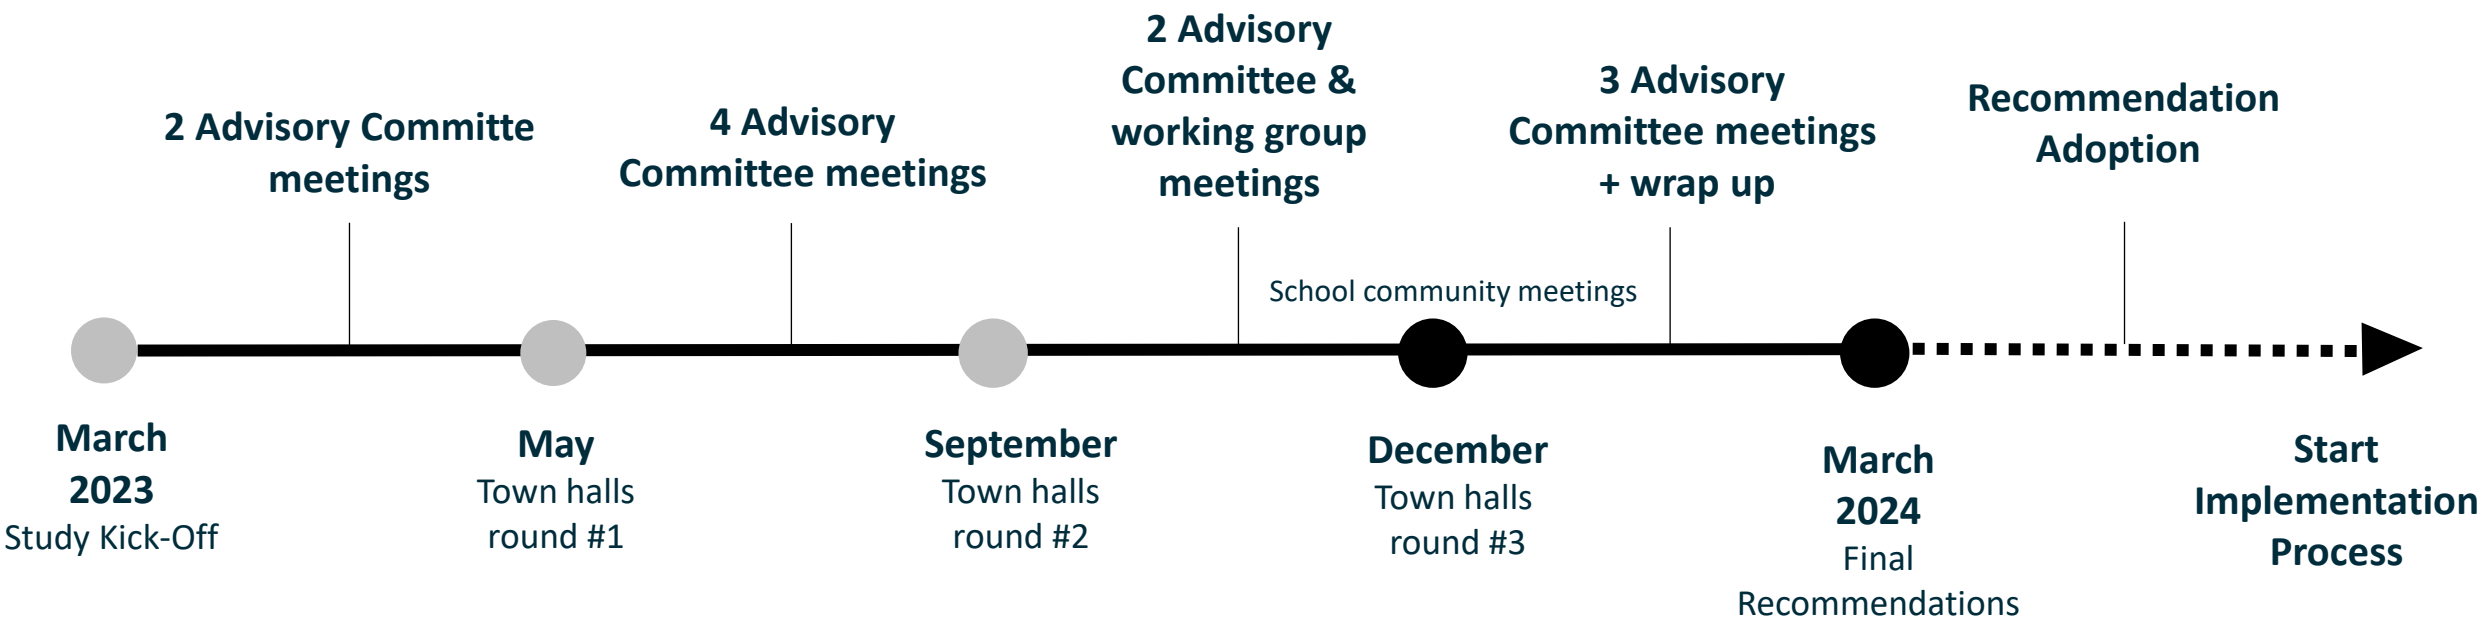 2 Advisory Committe
meetings
4 Advisory
Committee meetings
2 Advisory
Committee &
working group
meetings
3 Advisory
Committee meetings
+ wrap up
Recommendation
Adoption
School community meetings
March
2023
Study Kick-Off
May
Town halls
round #1
September
Town halls
round #2
December
Town halls
round #3
March
2024
Final
Recommendations
Start
Implementation
Process